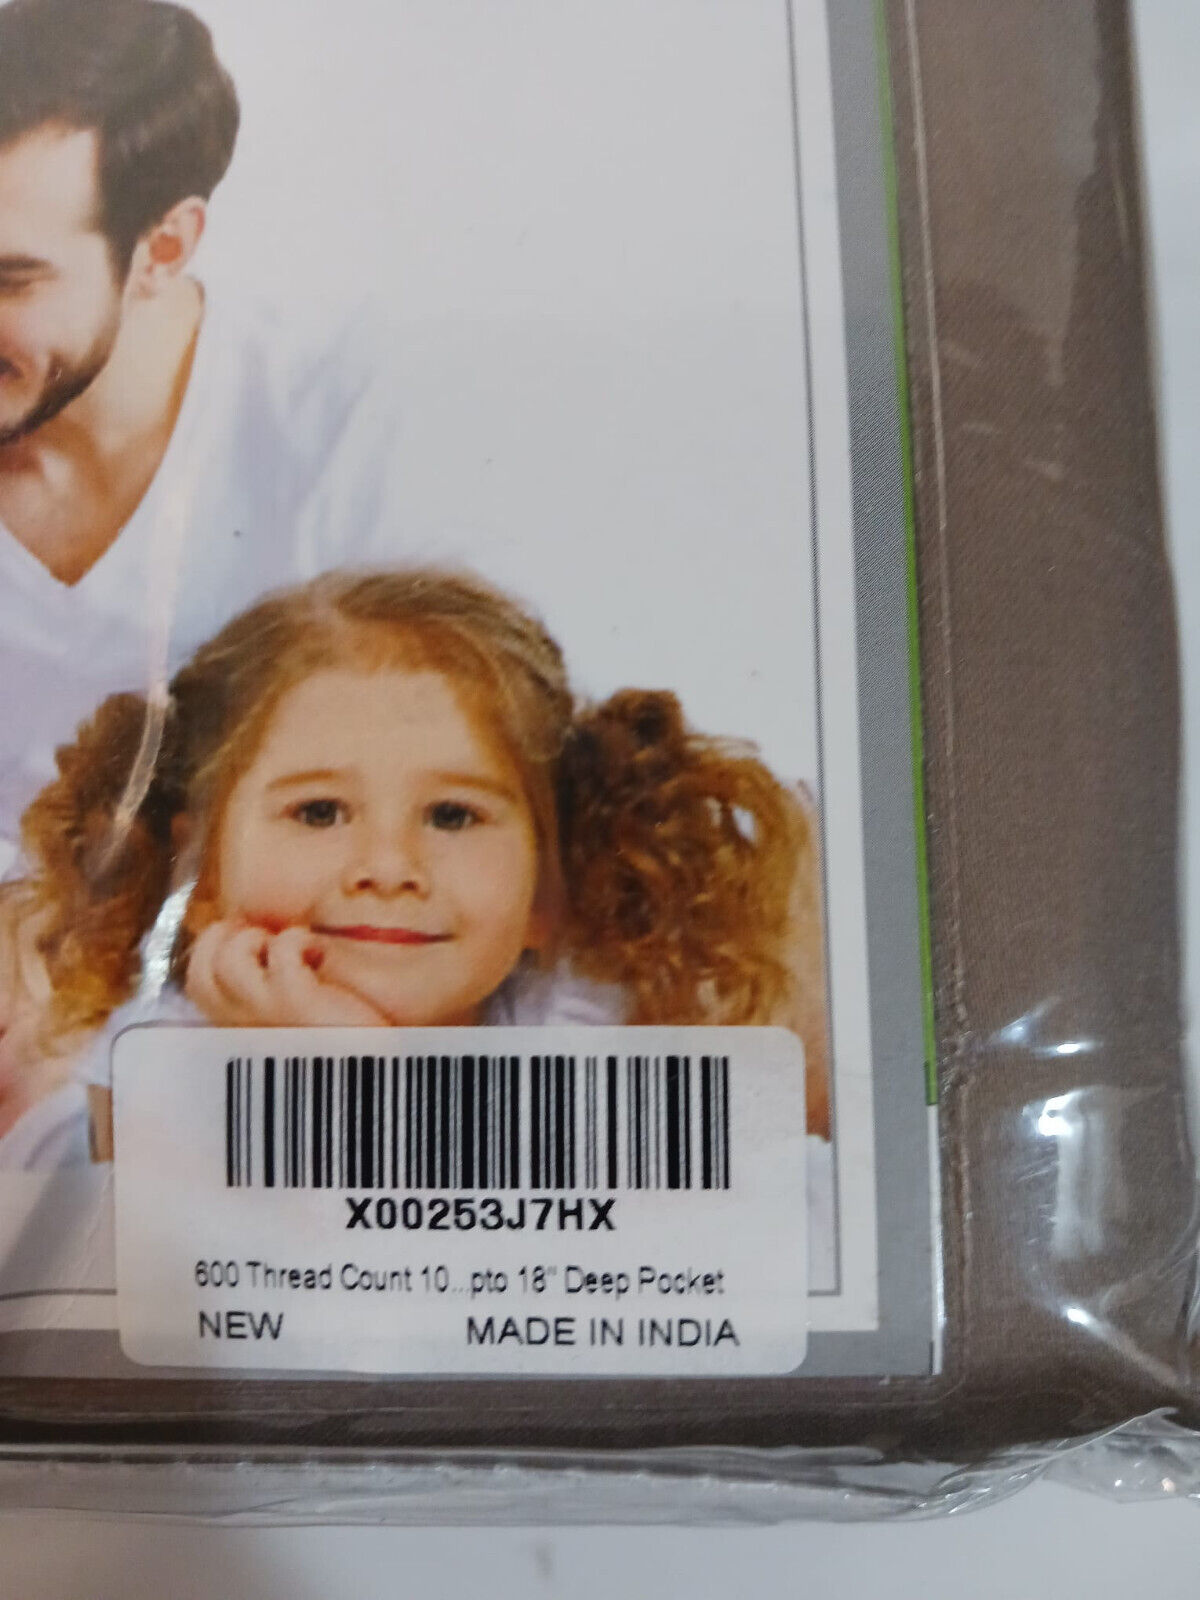 X00253J7HX
600 Thread Count 10...pto 18" Deep Pocket
NEW MADE IN INDIA